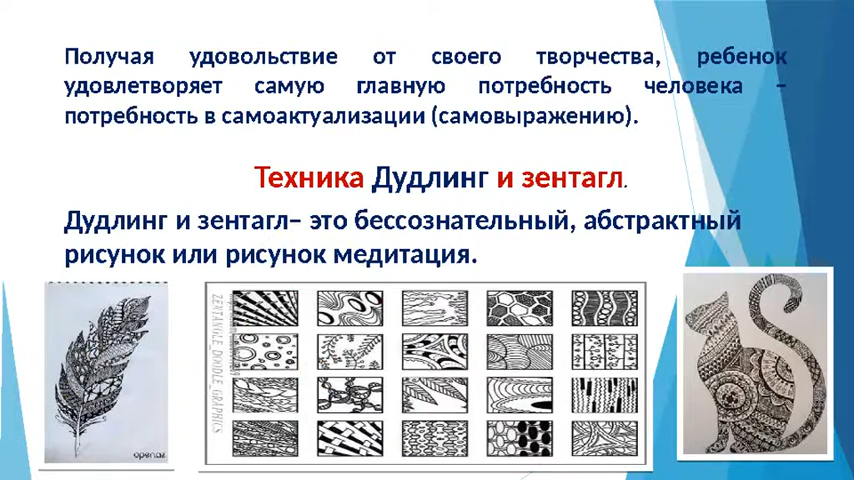 Получая удовольствие от своего творчества, ребенок
удовлетворяет самую главную потребность человека –
потребность в самоактуализации (самовыражению).
Техника Дудлинг и зентагл.
Дудлинг и зентагл– это бессознательный, абстрактный
рисунок или рисунок медитация.
ZENTANGLE_DOODLE_GRAPHICS